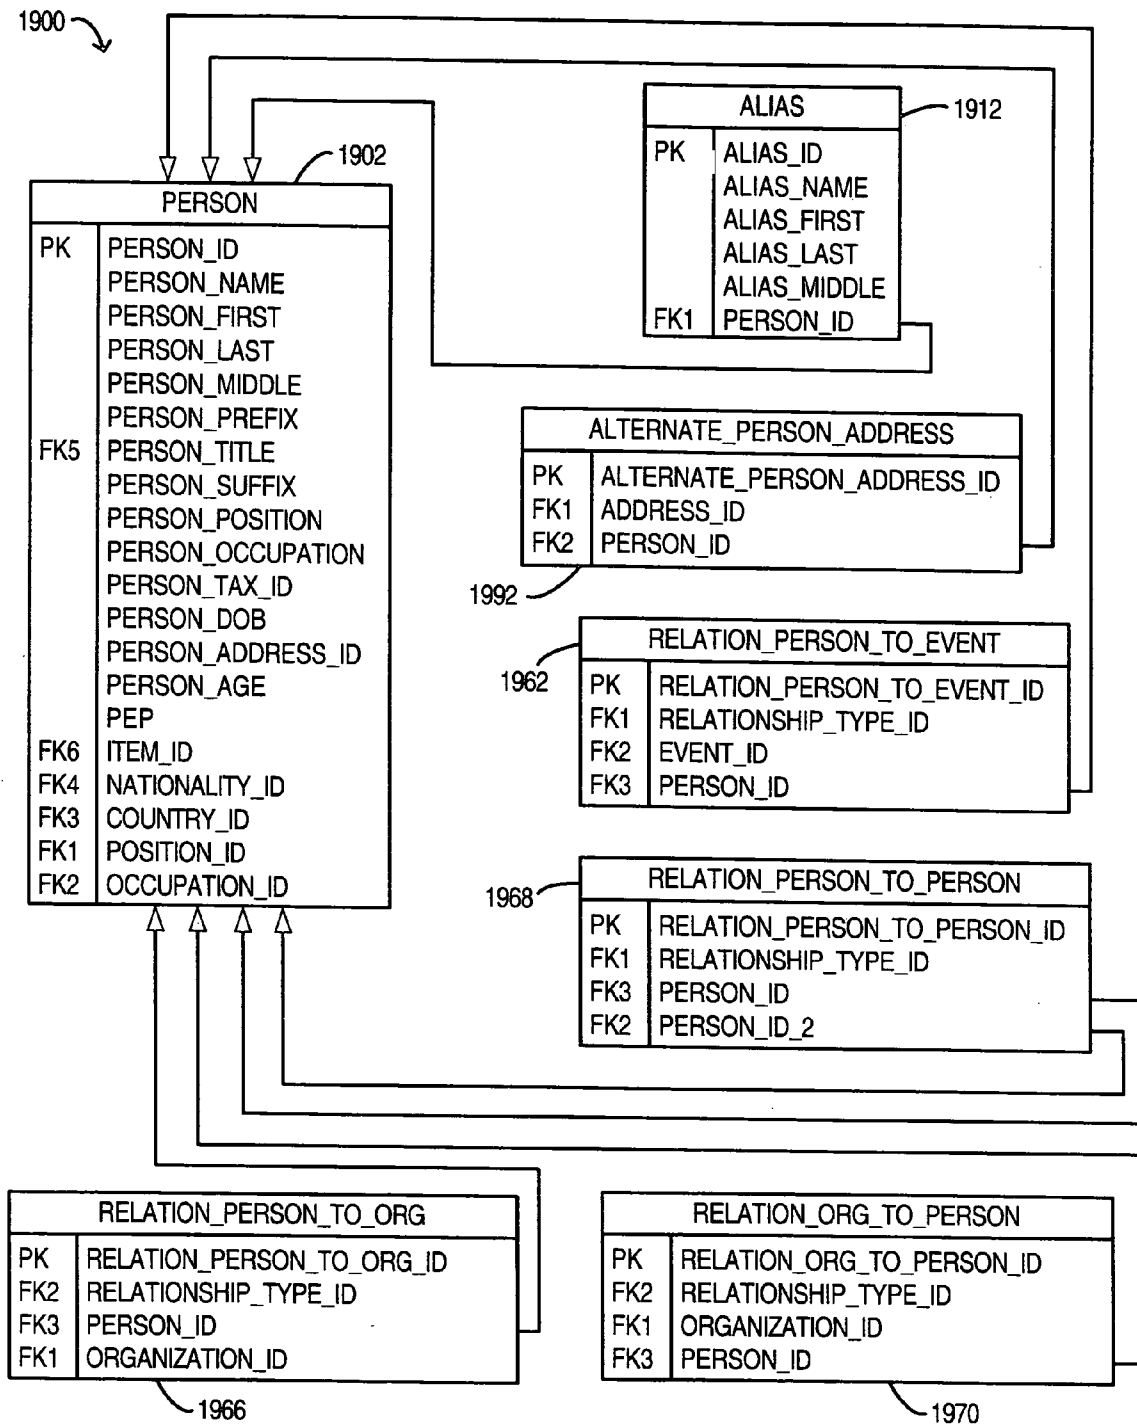 1900
ALIAS
1912
PK ALIAS_ID
ALIAS_NAME
ALIAS_FIRST
ALIAS_LAST
ALIAS_MIDDLE
FK1 PERSON_ID
1902
PERSON
PK PERSON_ID
PERSON_NAME
PERSON_FIRST
PERSON_LAST
PERSON_MIDDLE
PERSON_PREFIX
FK5 PERSON_TITLE
PERSON_SUFFIX
PERSON_POSITION
PERSON_OCCUPATION
PERSON_TAX_ID
PERSON_DOB
PERSON_ADDRESS_ID
PERSON_AGE
PEP
FK6 ITEM_ID
FK4 NATIONALITY_ID
FK3 COUNTRY_ID
FK1 POSITION_ID
FK2 OCCUPATION_ID
ALTERNATE_PERSON_ADDRESS
PK ALTERNATE_PERSON_ADDRESS_ID
FK1 ADDRESS_ID
FK2 PERSON_ID
1992
RELATION_PERSON_TO_EVENT
1962
PK RELATION_PERSON_TO_EVENT_ID
FK1 RELATIONSHIP_TYPE_ID
FK2 EVENT_ID
FK3 PERSON_ID
RELATION_PERSON_TO_PERSON
1968
PK RELATION_PERSON_TO_PERSON_ID
FK1 RELATIONSHIP_TYPE_ID
FK3 PERSON_ID
FK2 PERSON_ID_2
RELATION_PERSON_TO_ORG
PK RELATION_PERSON_TO_ORG_ID
FK2 RELATIONSHIP_TYPE_ID
FK3 PERSON_ID
FK1 ORGANIZATION_ID
1966
RELATION_ORG_TO_PERSON
PK RELATION_ORG_TO_PERSON_ID
FK2 RELATIONSHIP_TYPE_ID
FK1 ORGANIZATION_ID
FK3 PERSON_ID
1970